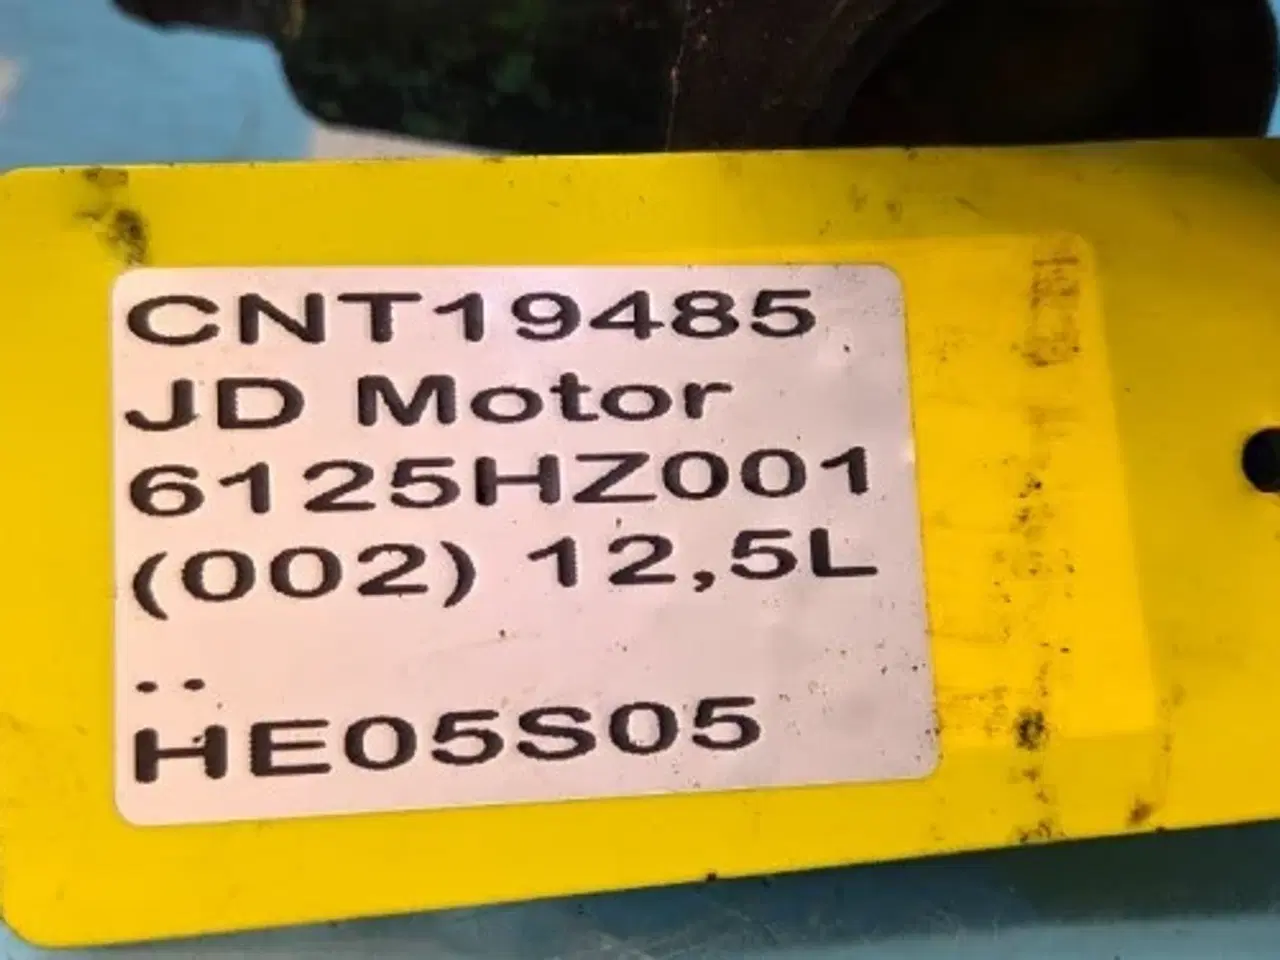 CNT19485
JD Motor
6125HZ001
(002) 12,5L
..
HE05S05